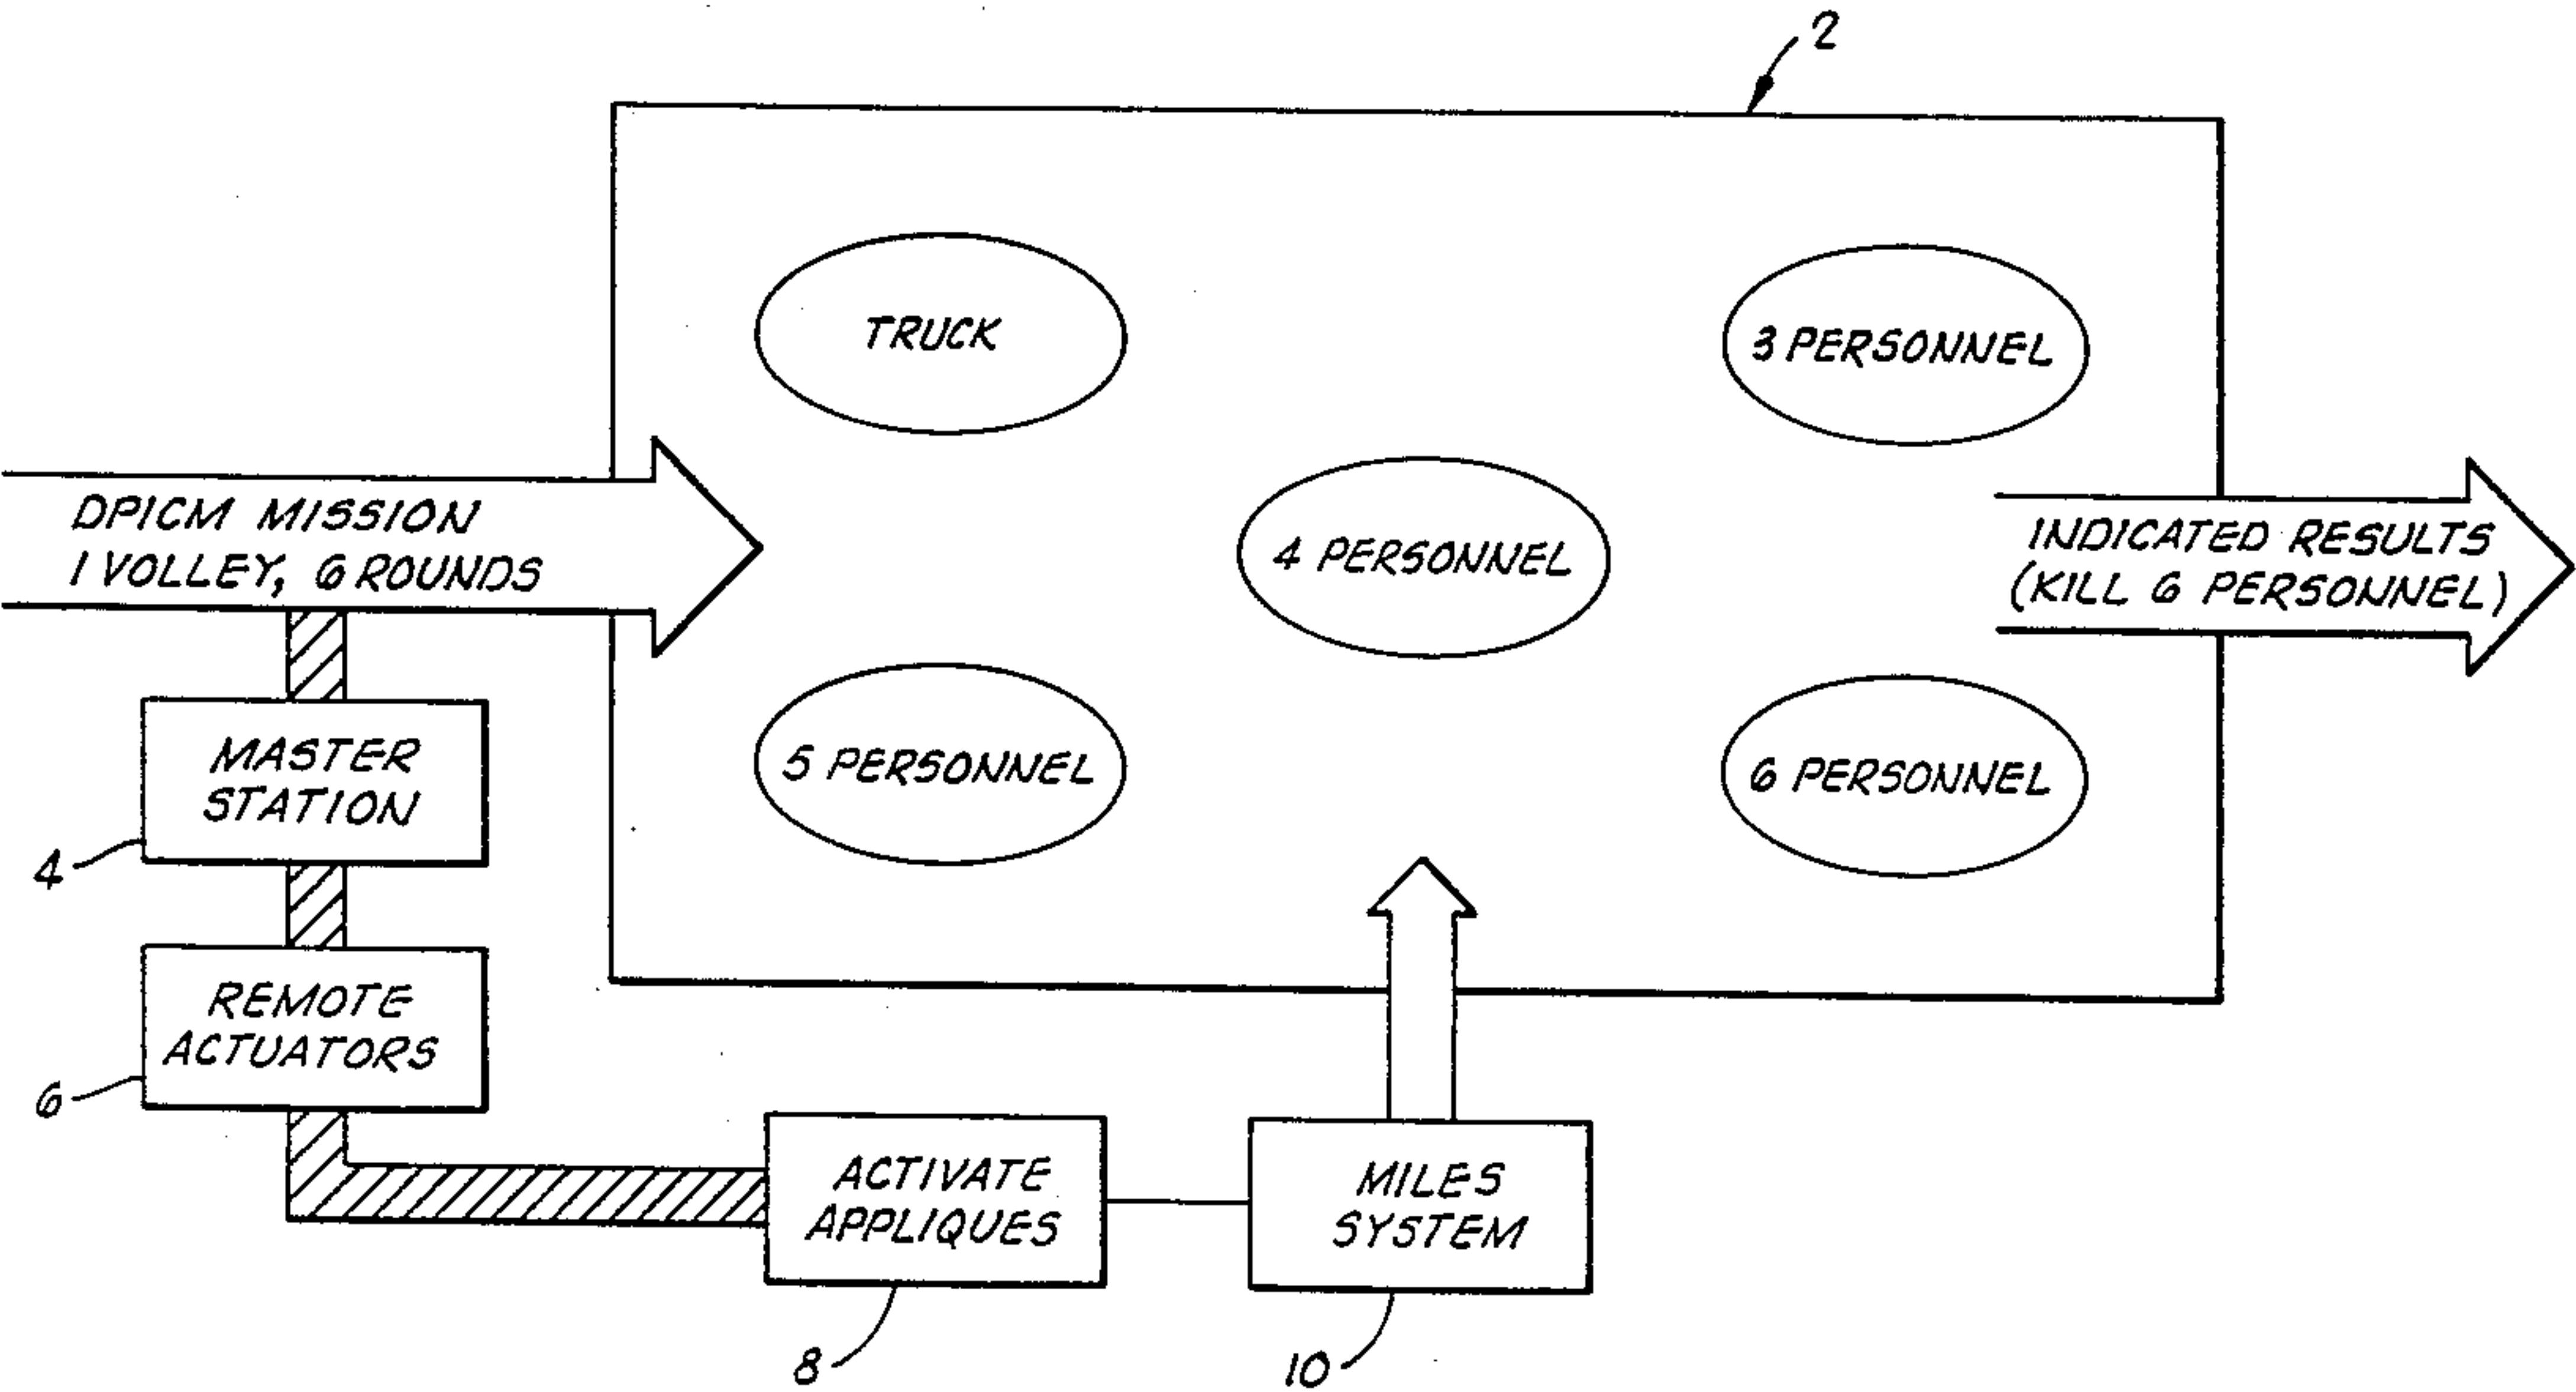 2
TRUCK
3 PERSONNEL
DPICM MISSION
1 VOLLEY, 6 ROUNDS
4 PERSONNEL
INDICATED RESULTS
(KILL 6 PERSONNEL)
5 PERSONNEL
6 PERSONNEL
MASTER
STATION
4
REMOTE
ACTUATORS
6
ACTIVATE
APPLIQUES
8
MILES
SYSTEM
10